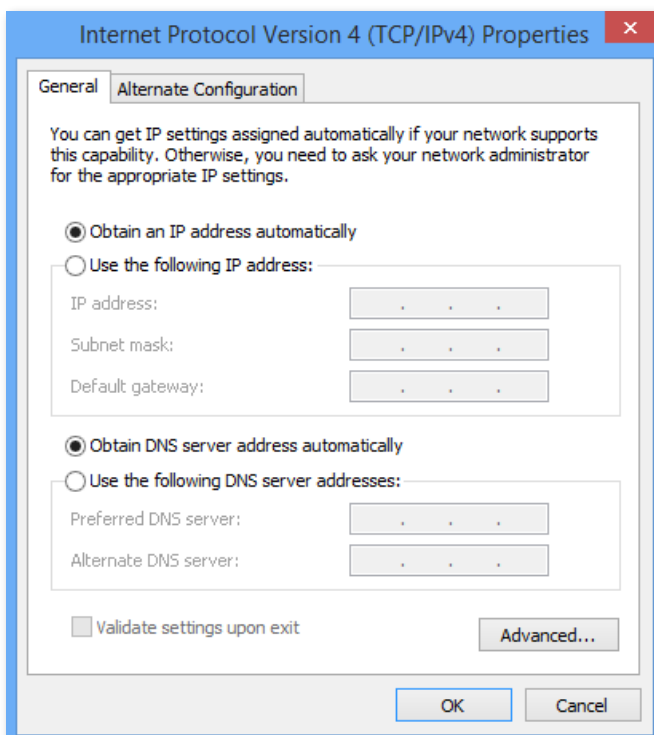 Internet Protocol Version 4 (TCP/IPv4) Properties
General
Alternate Configuration
You can get IP settings assigned automatically if your network supports
this capability. Otherwise, you need to ask your network administrator
for the appropriate IP settings.
Obtain an IP address automatically
Use the following IP address:
IP address:
Subnet mask:
Default gateway:
Obtain DNS server address automatically
Use the following DNS server addresses:
Preferred DNS server:
Alternate DNS server:
Validate settings upon exit
Advanced...
OK
Cancel